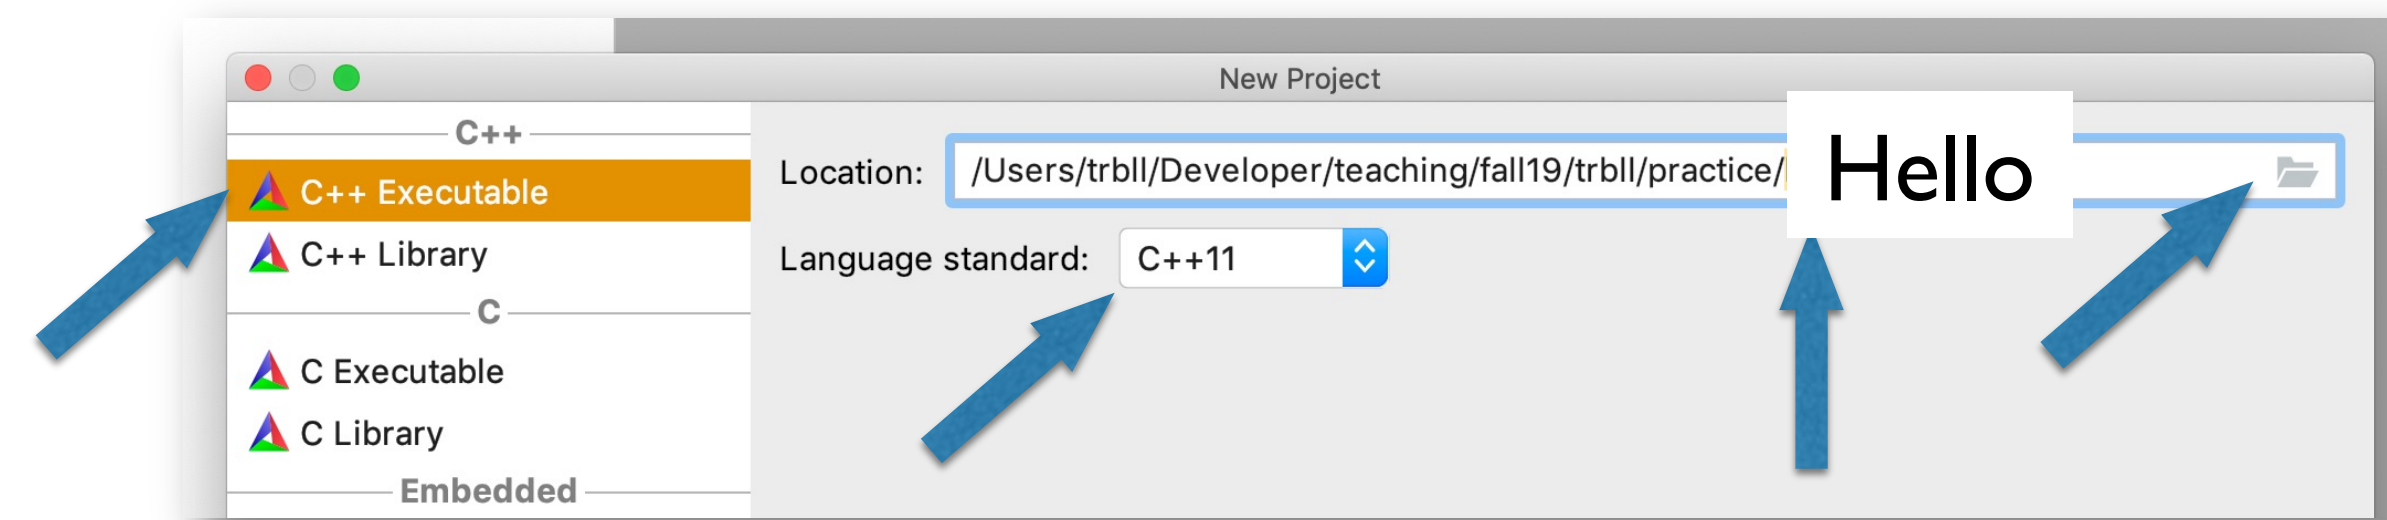 New Project
C++
C++ Executable
C++ Library
C
C Executable
C Library
Embedded
Location: /Users/trbll/Developer/teaching/fall19/trbll/practice/
Hello
Language standard: C++11